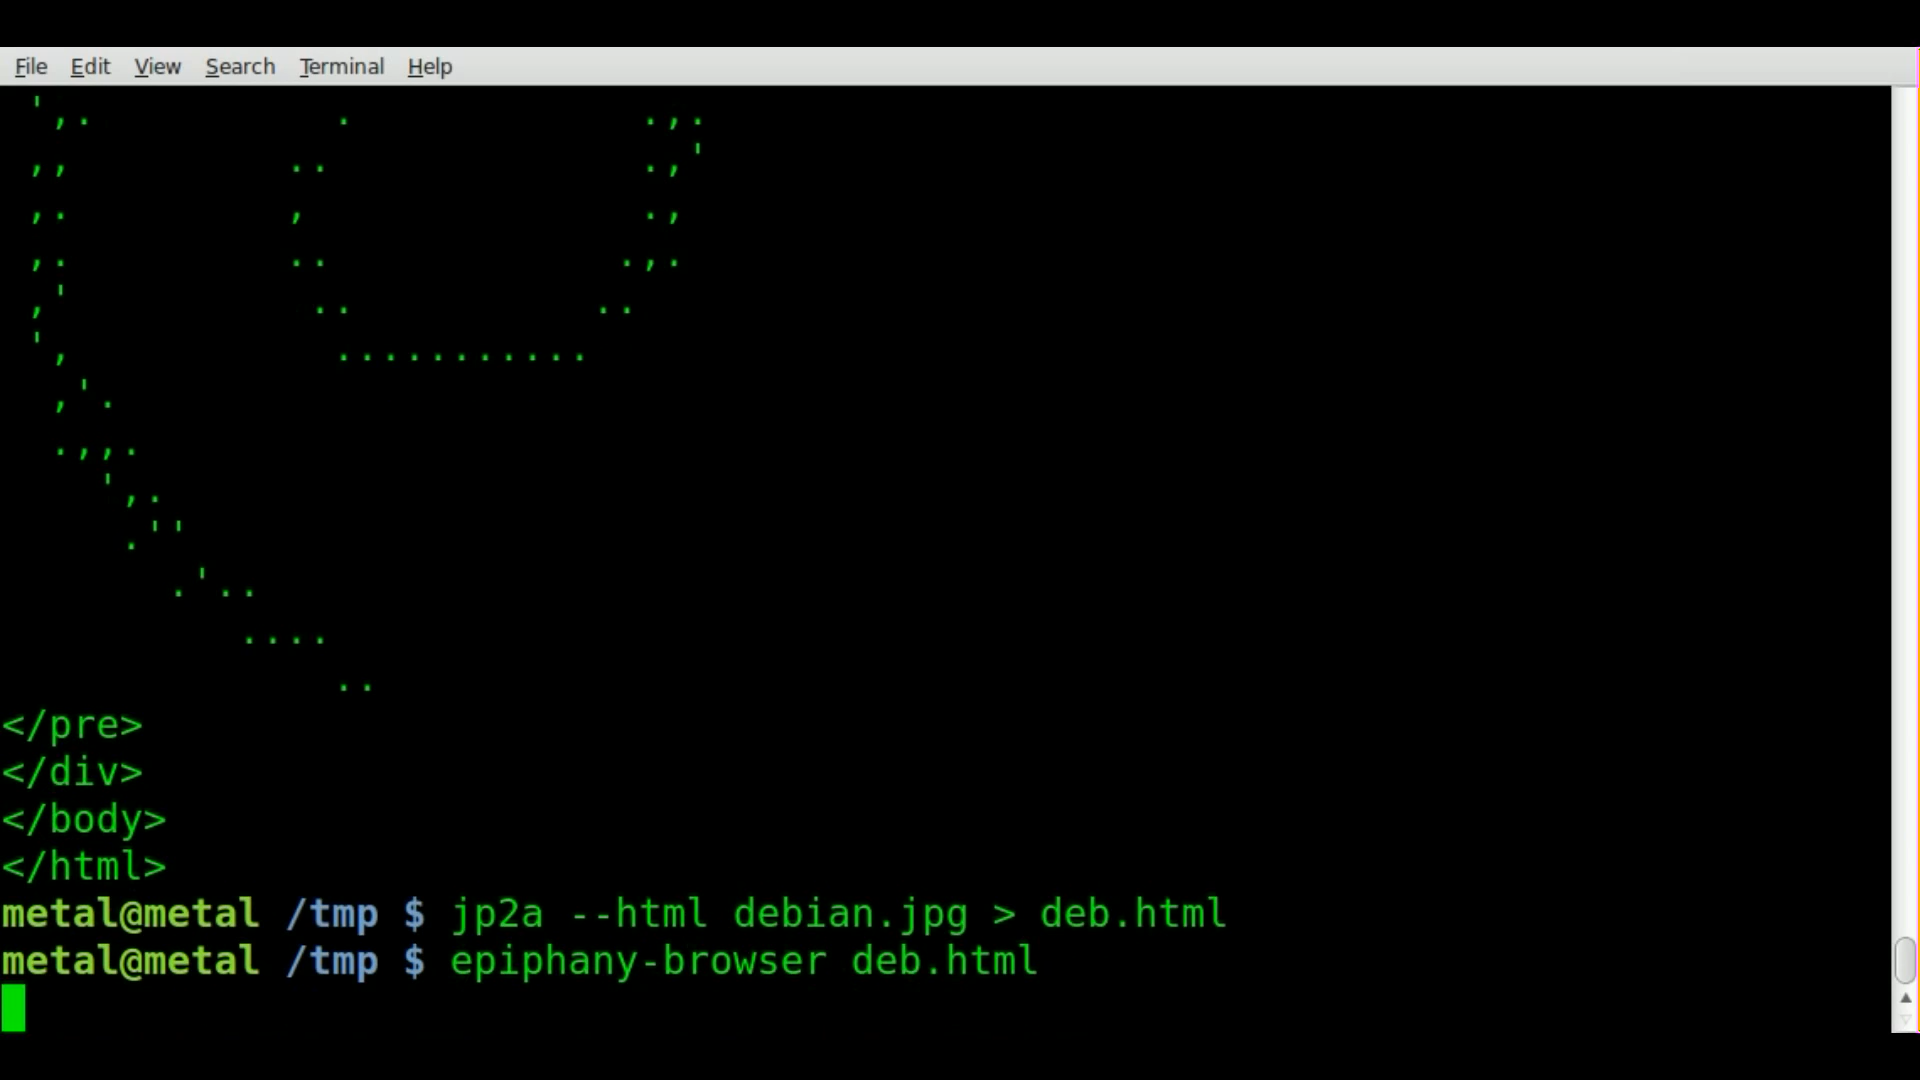 File Edit View Search Terminal Help
 ',.          .            .,.
 ,,         ..             .,'
 ,.         ,              .,
 ,.         ..            .,.
 ,'          ..          ..
 ',           ...........
  ,'.
  .,,.
    ',.
     .''
       .'..
          ....
              ..
</pre>
</div>
</body>
</html>
metal@metal /tmp $ jp2a --html debian.jpg > deb.html
metal@metal /tmp $ epiphany-browser deb.html